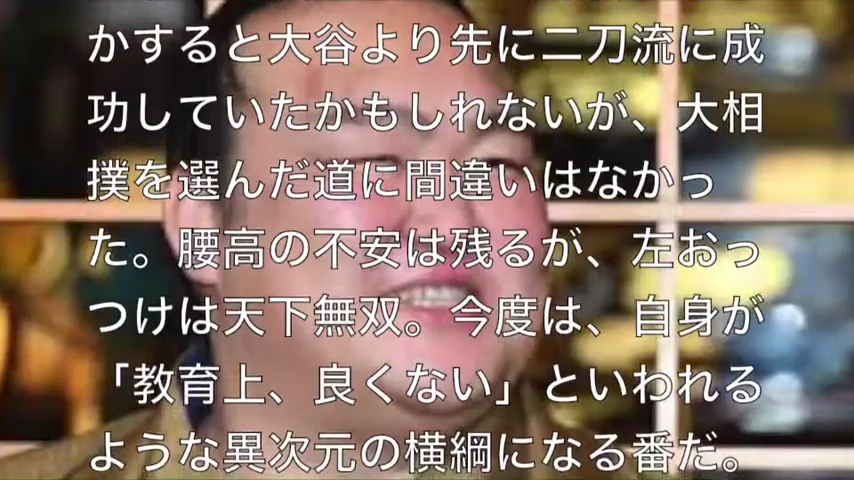 かすると大谷より先に二刀流に成
功していたかもしれないが、大相
撲を選んだ道に間違いはなかっ
た。腰高の不安は残るが、左おっ
つけは天下無双。今度は、自身が
「教育上、良くない」といわれる
ような異次元の横綱になる番だ。